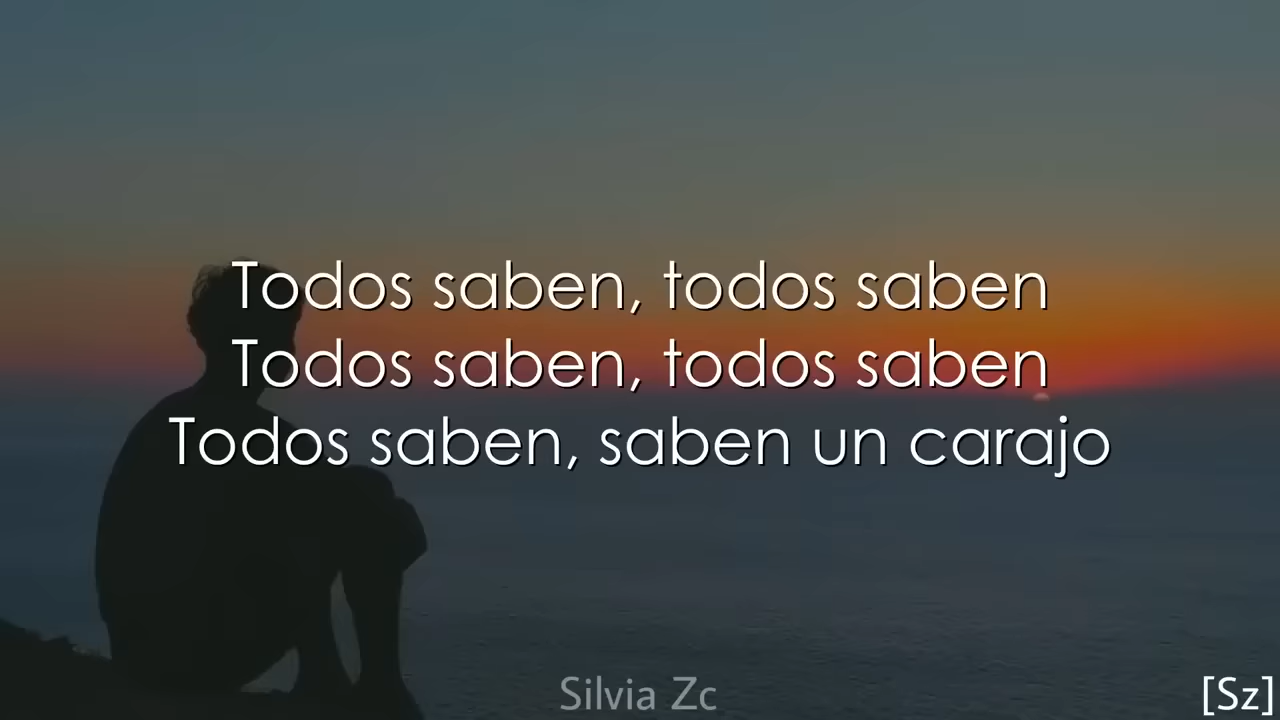 Todos saben, todos saben
Todos saben, todos saben
Todos saben, saben un carajo
Silvia Zc
[Sz]